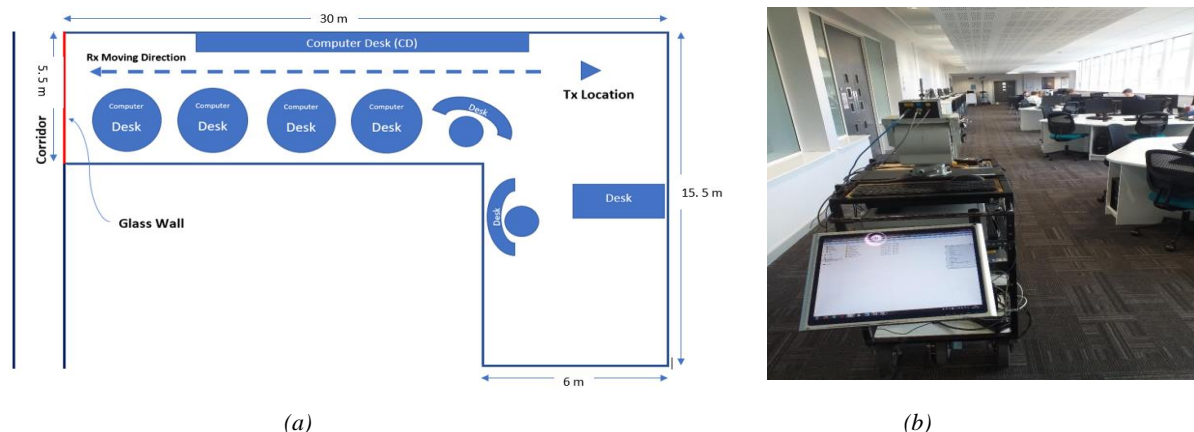 30 m
Computer Desk (CD)
Rx Moving Direction
5. 5 m
Tx Location
Computer
Desk
Computer
Desk
Computer
Desk
Computer
Desk
Desk
Corridor
15. 5 m
Desk
Desk
Glass Wall
6 m
(a)
(b)